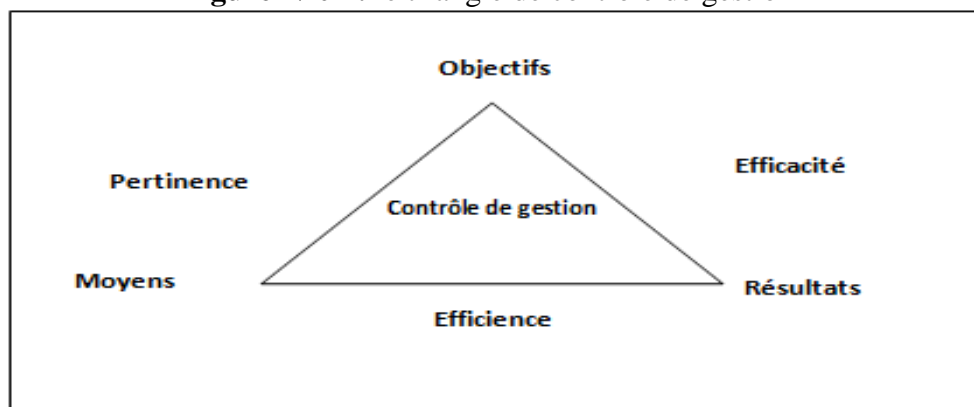 Objectifs
Efficacité
Pertinence
Contrôle de gestion
Moyens
Résultats
Efficience